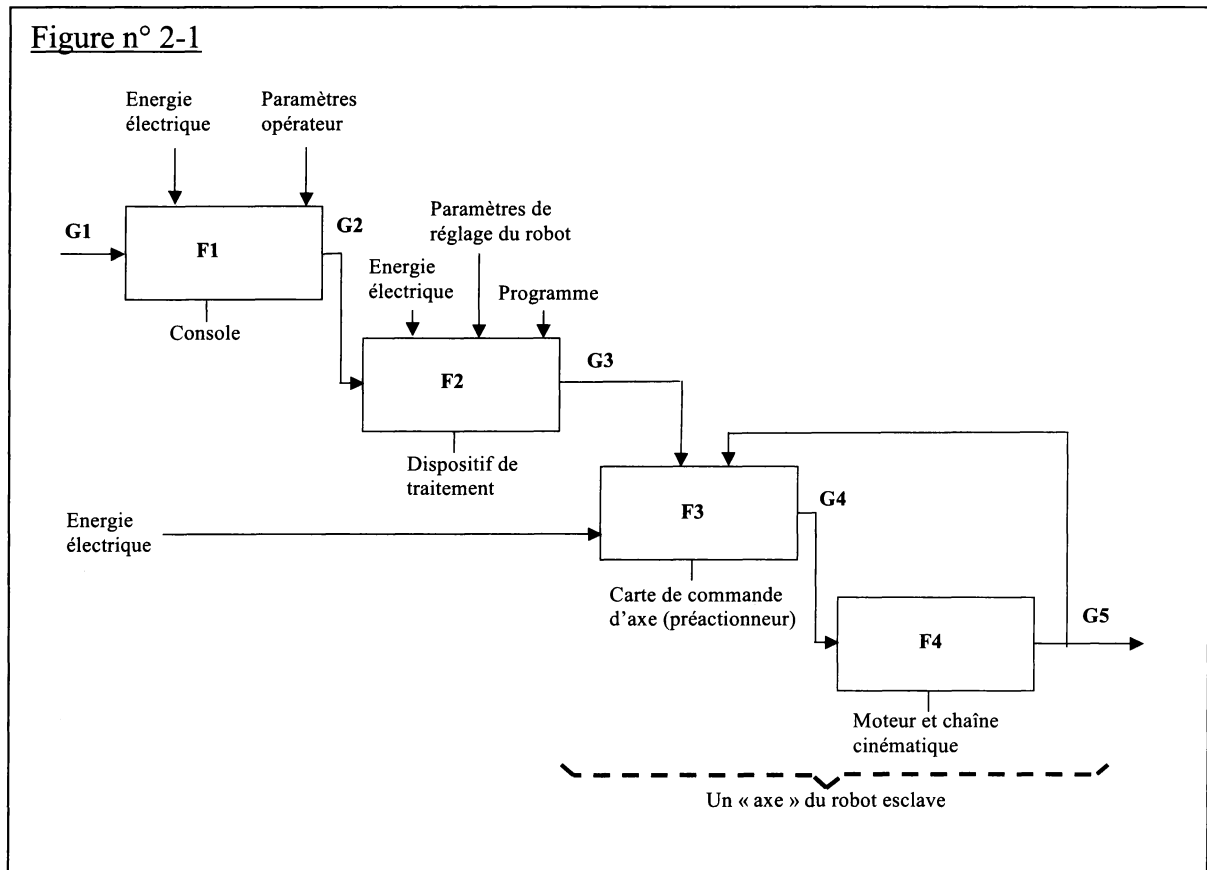 Figure n° 2-1
Energie
électrique
Paramètres
opérateur
G1
F1
G2
Console
Paramètres de
réglage du robot
Energie
électrique
Programme
F2
G3
Dispositif de
traitement
Energie
électrique
F3
G4
Carte de commande
d'axe (préactionneur)
F4
G5
Moteur et chaîne
cinématique
Un « axe » du robot esclave